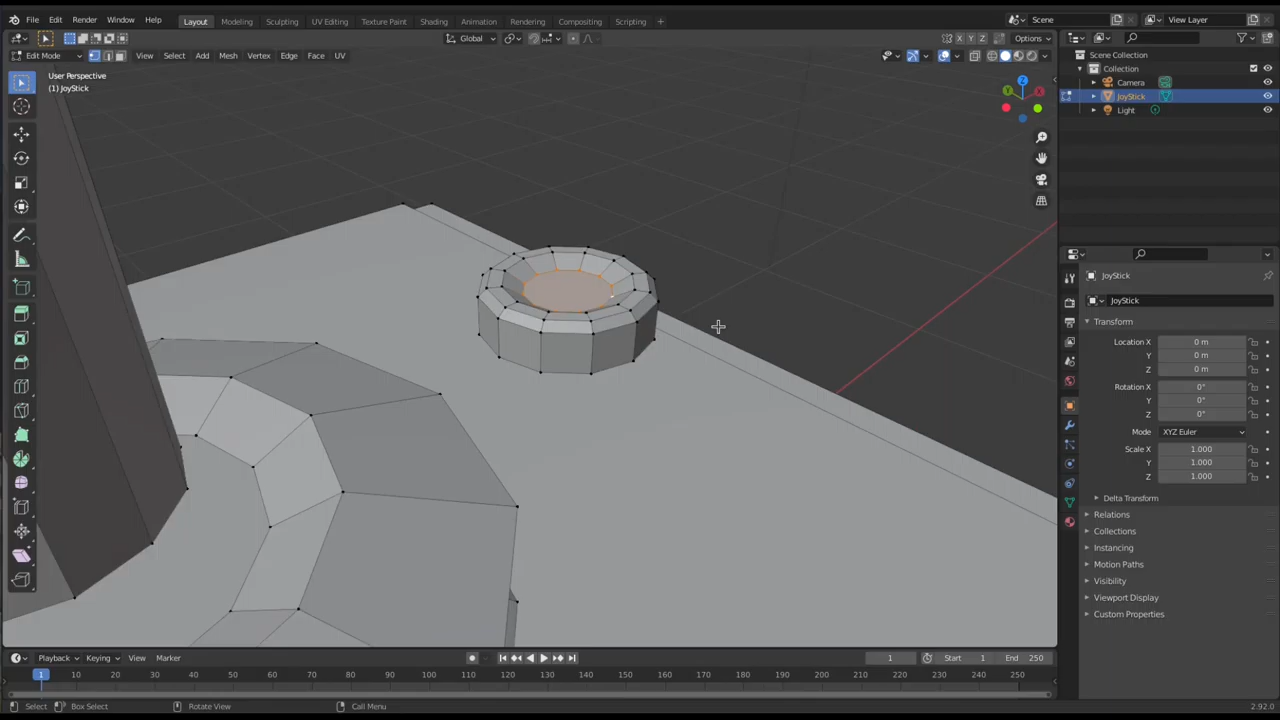 File Edit Render Window Help
Layout Modeling Sculpting UV Editing Texture Paint Shading Animation Rendering Compositing Scripting +
Scene View Layer
Global X Y Z Options
Edit Mode View Select Add Mesh Vertex Edge Face UV
User Perspective
(1) JoyStick
Z
Y
X
Scene Collection
Collection
Camera
JoyStick
Light
JoyStick
JoyStick
Transform
Location X 0 m
Y 0 m
Z 0 m
Rotation X 0°
Y 0°
Z 0°
Mode XYZ Euler
Scale X 1.000
Y 1.000
Z 1.000
Delta Transform
Relations
Collections
Instancing
Motion Paths
Visibility
Viewport Display
Custom Properties
Playback Keying View Marker 1 Start 1 End 250
1 10 20 30 40 50 60 70 80 90 100 110 120 130 140 150 160 170 180 190 200 210 220 230 240 250
Select Box Select Rotate View Call Menu 2.92.0